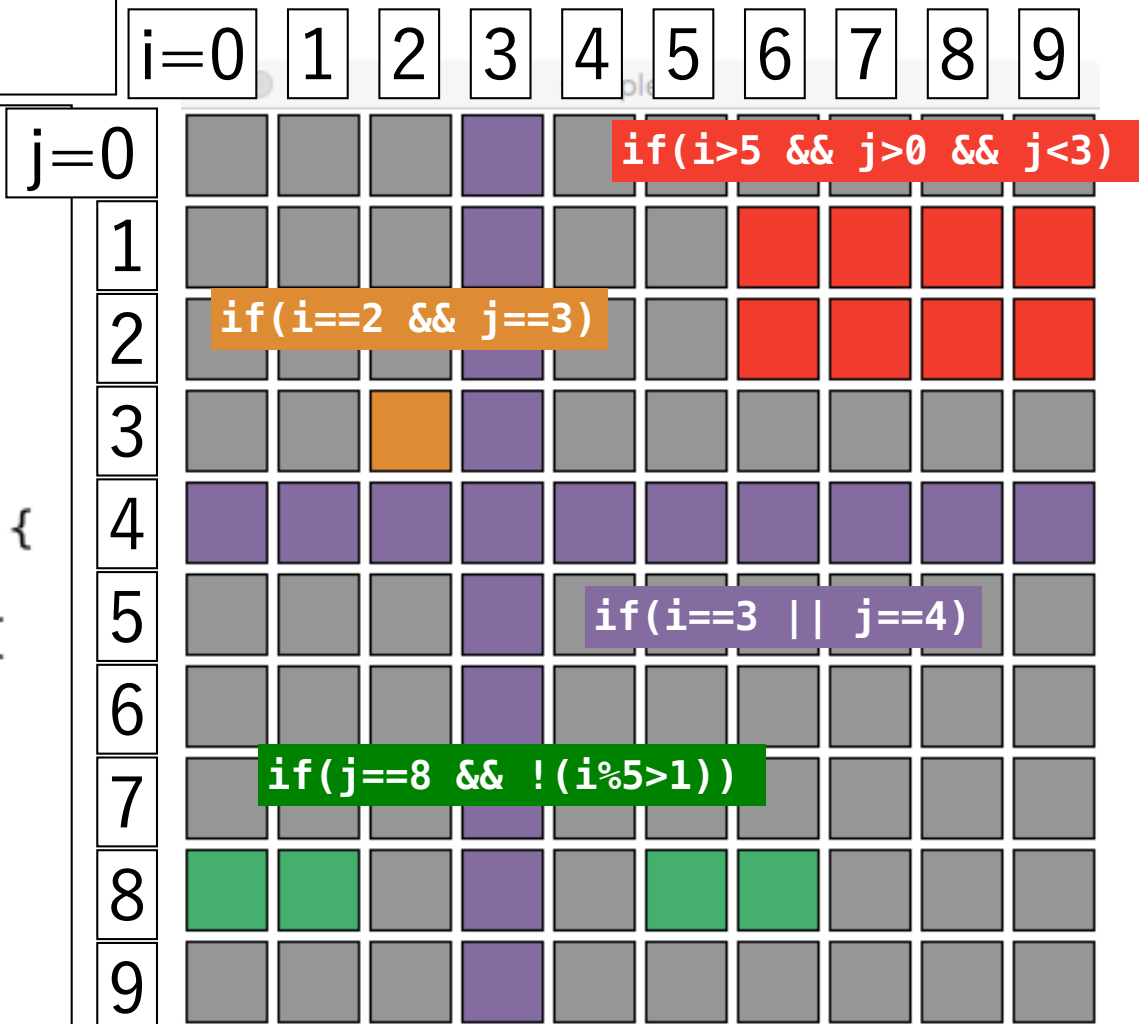 i=0 1 2 3 4 5 6 7 8 9
ple
j=0
if(i>5 && j>0 && j<3)
1
if(i==2 && j==3)
2
3
4
{
5
if(i==3 || j==4)
6
if(j==8 && !(i%5>1))
7
8
9